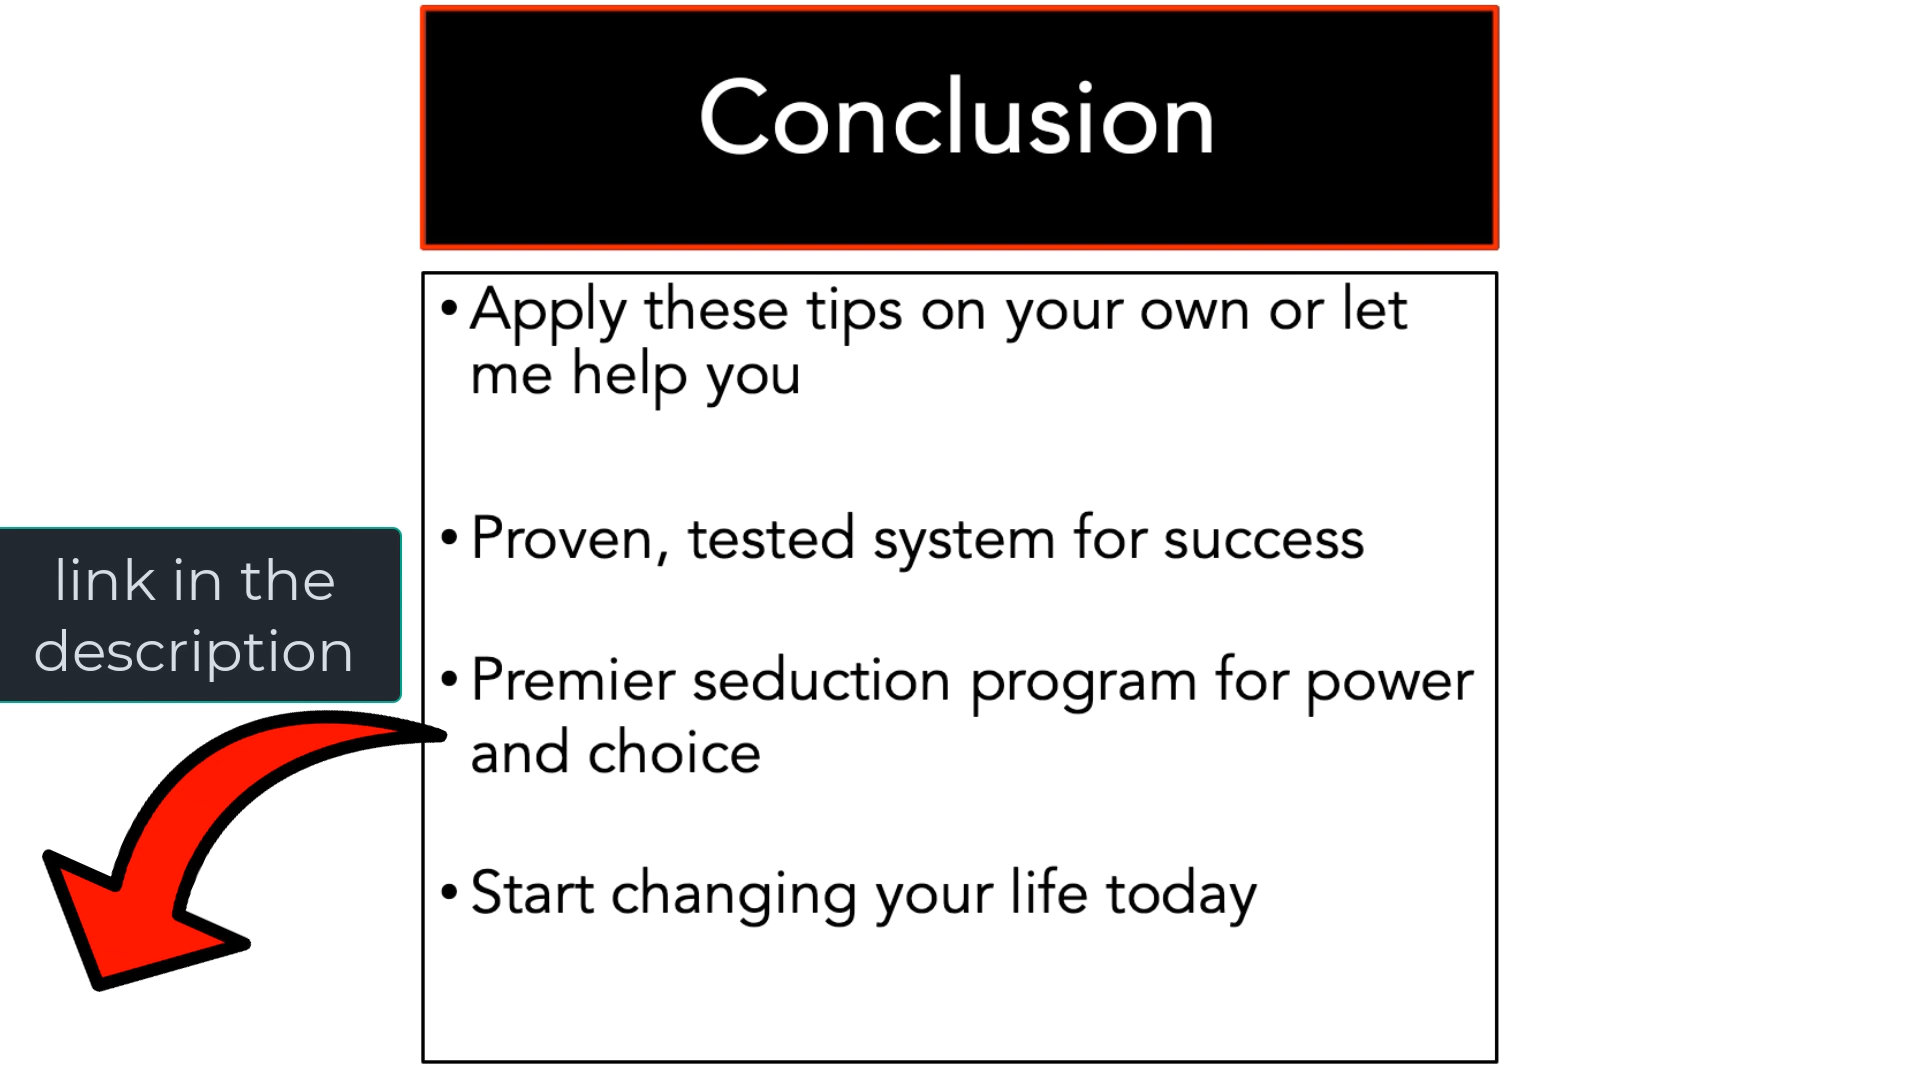 Conclusion
• Apply these tips on your own or let
me help you
• Proven, tested system for success
• Premier seduction program for power
and choice
• Start changing your life today
link in the
description